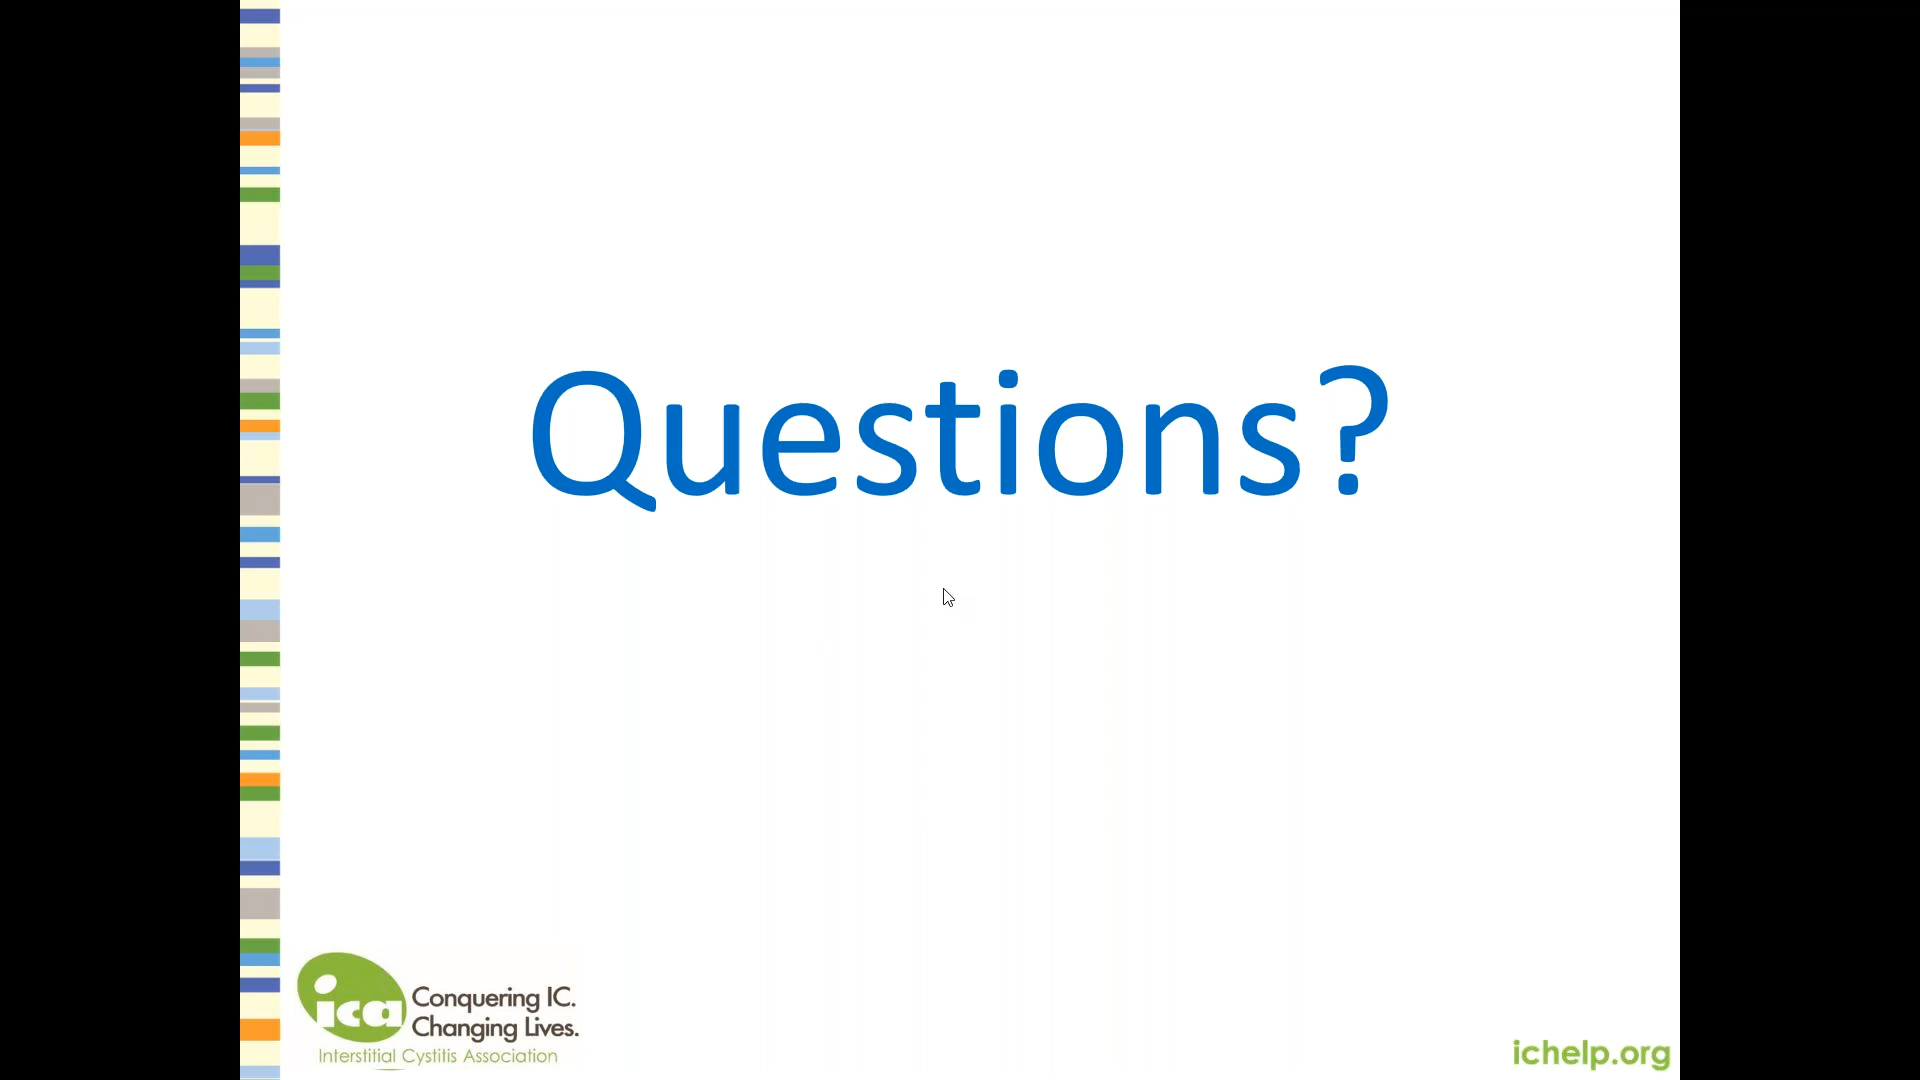 Questions?
ica
Conquering IC.
Changing Lives.
Interstitial Cystitis Association
ichelp.org